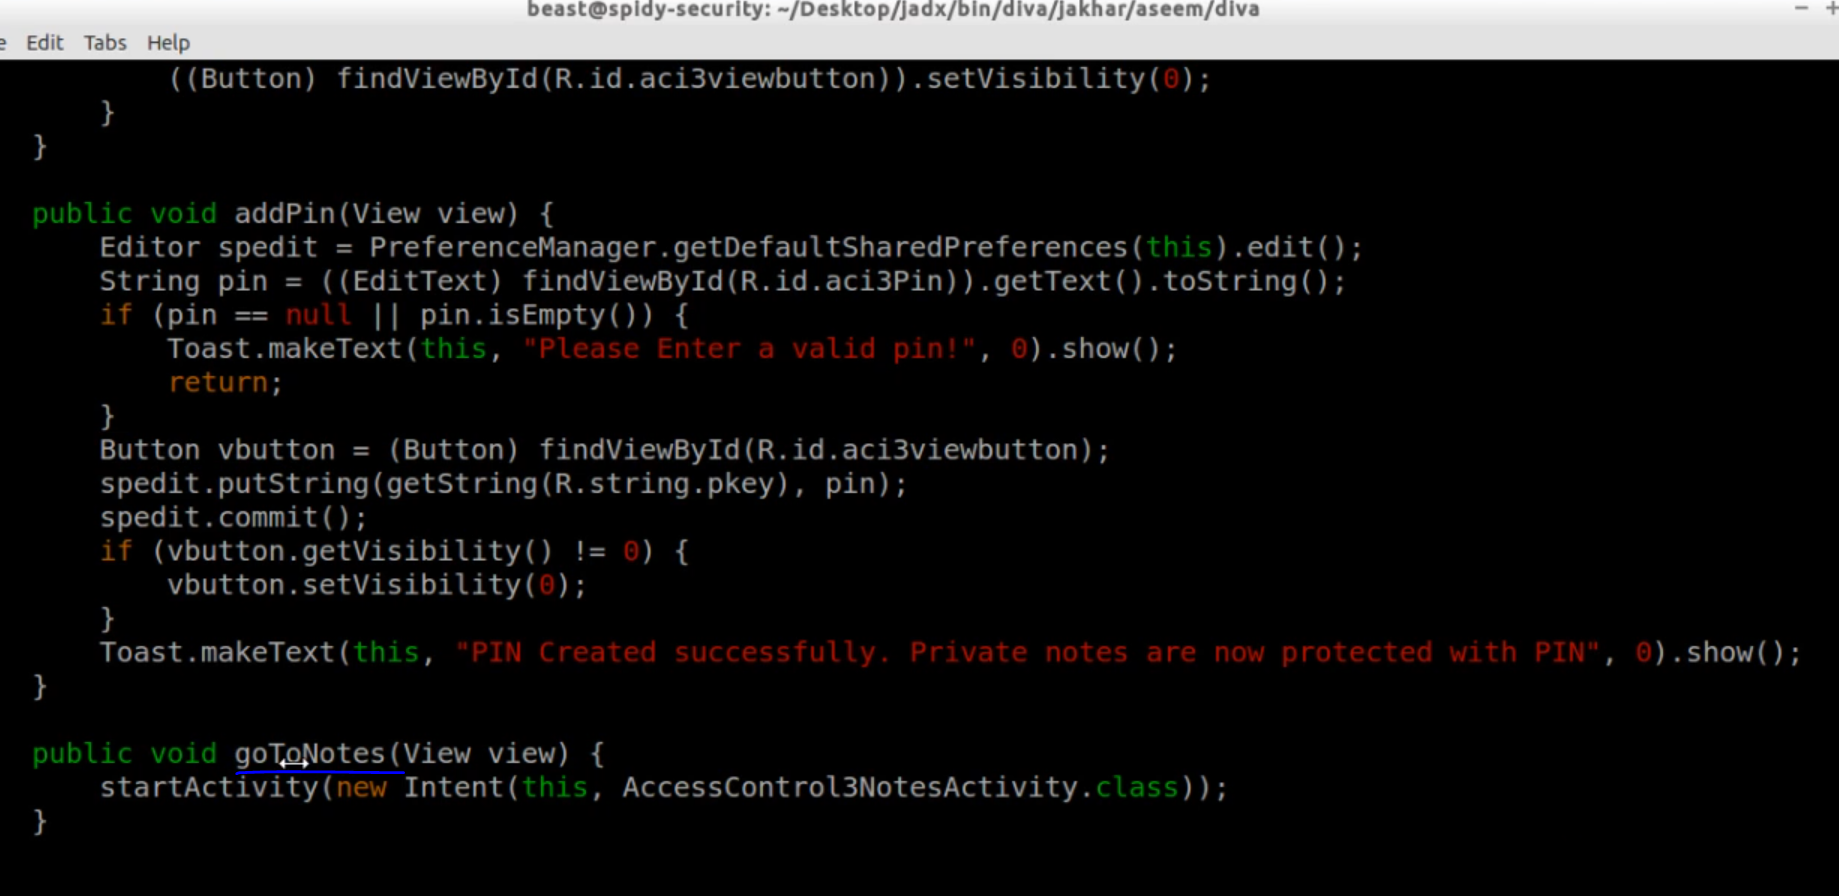 beast@spidy-security: ~/Desktop/jadx/bin/diva/jakhar/aseem/diva
e Edit Tabs Help
((Button) findViewById(R.id.aci3viewbutton)).setVisibility(0);
}
}
public void addPin(View view) {
Editor spedit = PreferenceManager.getDefaultSharedPreferences(this).edit();
String pin = ((EditText) findViewById(R.id.aci3Pin)).getText().toString();
if (pin == null || pin.isEmpty()) {
Toast.makeText(this, "Please Enter a valid pin!", 0).show();
return;
}
Button vbutton = (Button) findViewById(R.id.aci3viewbutton);
spedit.putString(getString(R.string.pkey), pin);
spedit.commit();
if (vbutton.getVisibility() != 0) {
vbutton.setVisibility(0);
}
Toast.makeText(this, "PIN Created successfully. Private notes are now protected with PIN", 0).show();
}
public void goToNotes(View view) {
startActivity(new Intent(this, AccessControl3NotesActivity.class));
}